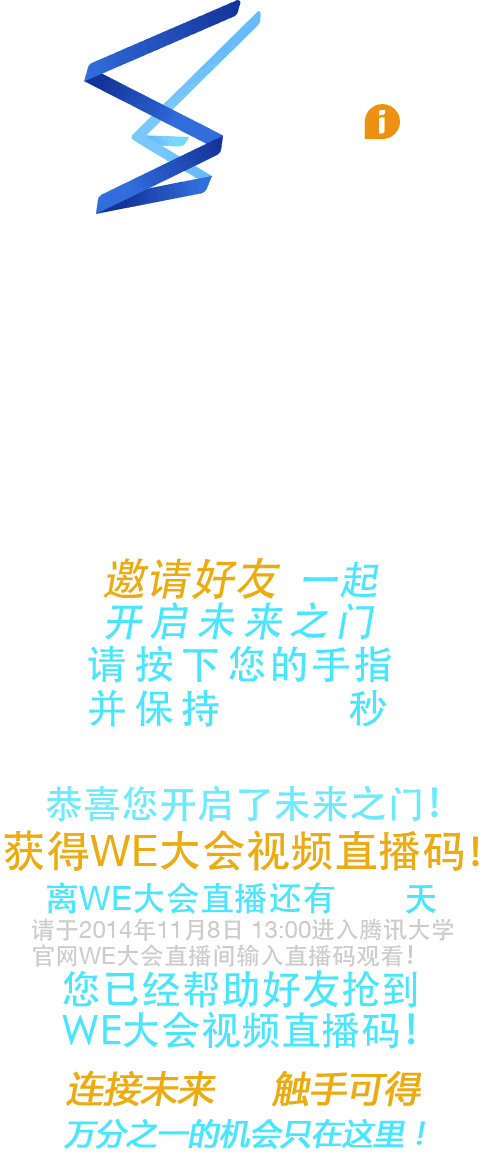 i
邀请好友 一起
开启未来之门
请按下您的手指
并保持 秒
恭喜您开启了未来之门！
获得WE大会视频直播码！
离WE大会直播还有 天
请于2014年11月8日 13:00进入腾讯大学
官网WE大会直播间输入直播码观看！
您已经帮助好友抢到
WE大会视频直播码！
连接未来 触手可得
万分之一的机会只在这里！